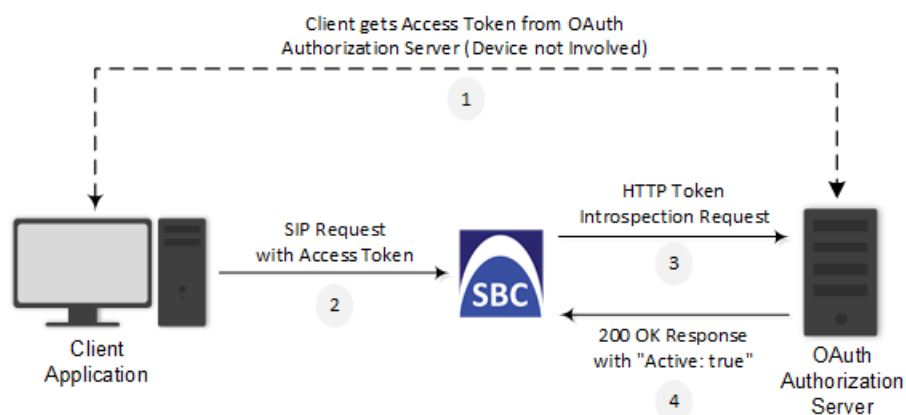 Client gets Access Token from OAuth
Authorization Server (Device not Involved)
1
SIP Request
with Access Token
2
SBC
HTTP Token
Introspection Request
3
200 OK Response
with "Active: true"
4
Client
Application
OAuth
Authorization
Server